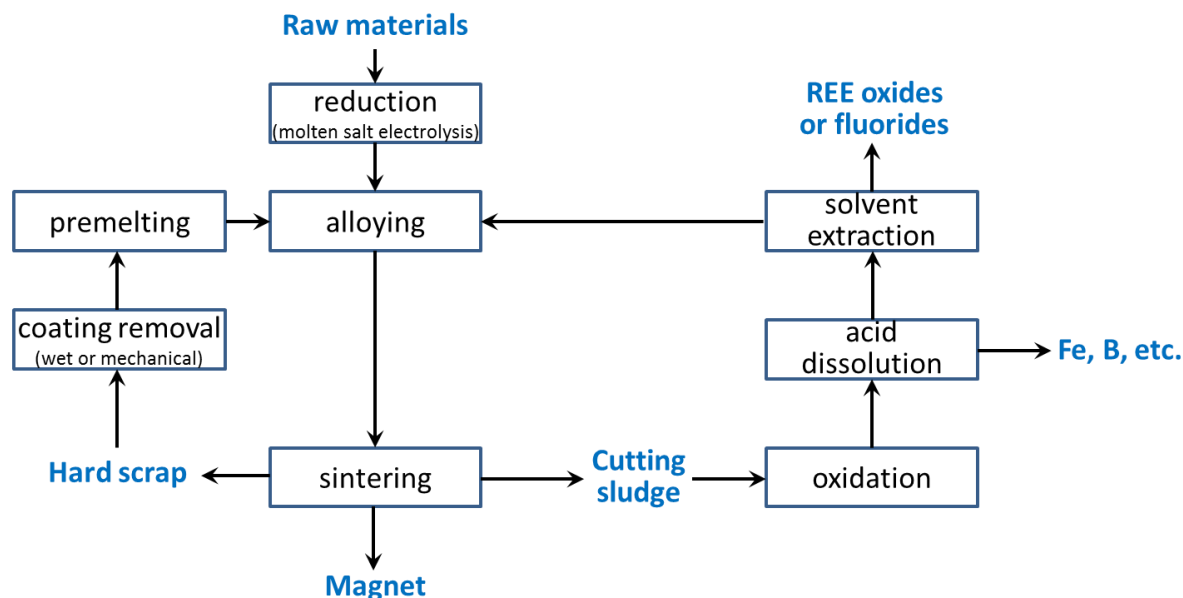 Raw materials
reduction
(molten salt electrolysis)
REE oxides
or fluorides
premelting
alloying
solvent
extraction
coating removal
(wet or mechanical)
acid
dissolution
Fe, B, etc.
Hard scrap
sintering
Cutting
sludge
oxidation
Magnet